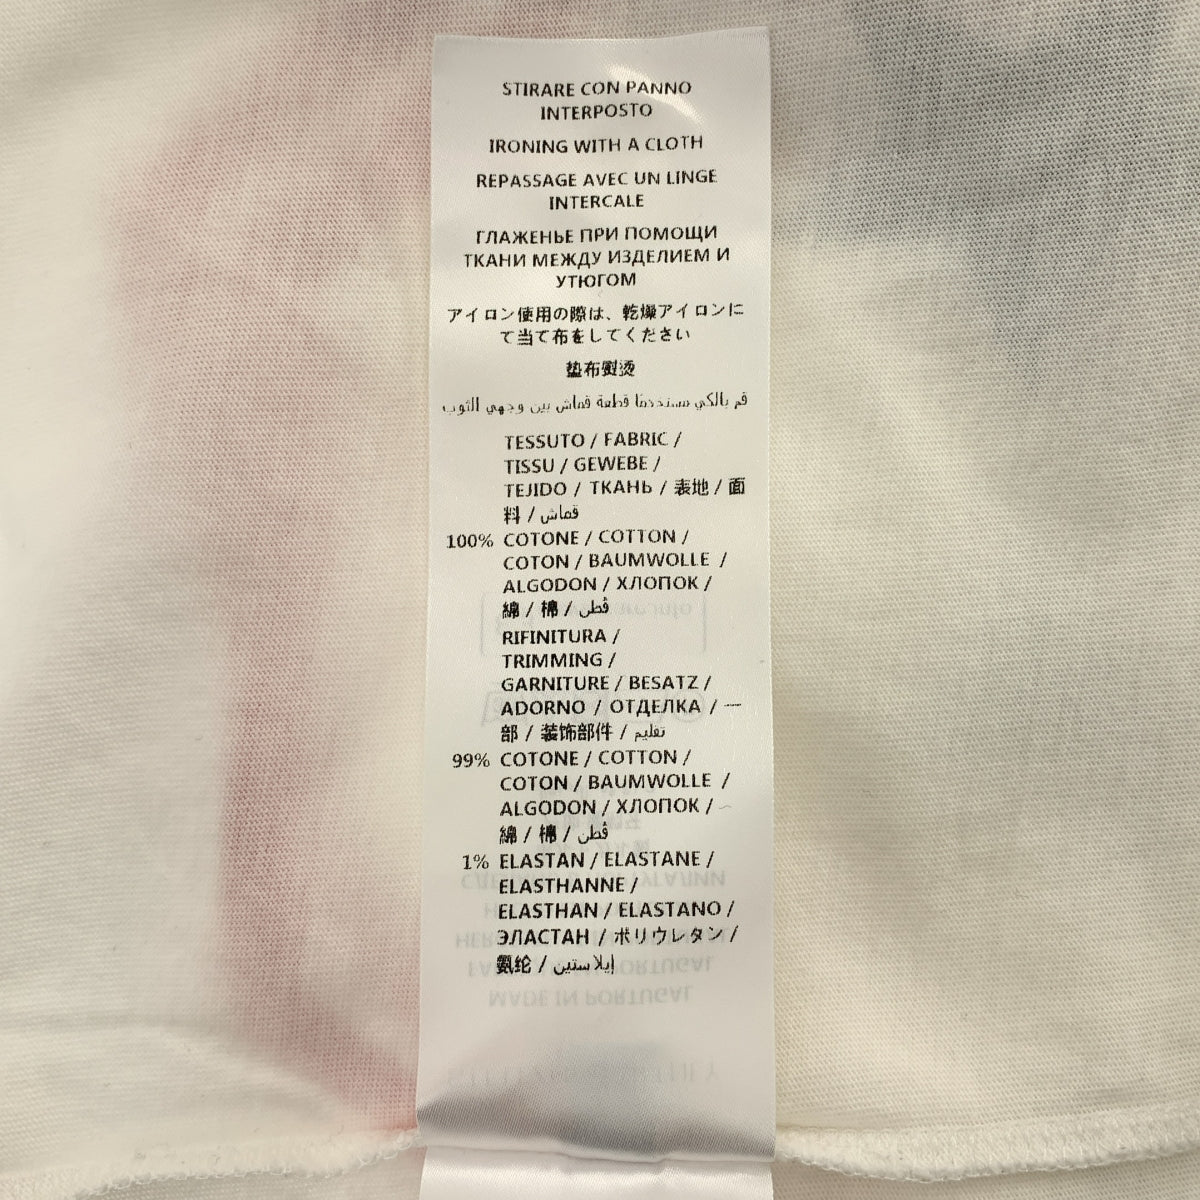 STIRARE CON PANNO
INTERPOSTO
IRONING WITH A CLOTH
REPASSAGE AVEC UN LINGE
INTERCALE
ГЛАЖЕНЬЕ ПРИ ПОМОЩИ
ТКАНИ МЕЖДУ ИЗДЕЛИЕМ И
УТЮГОМ
アイロン使用の際は、乾燥アイロンに
て当て布をしてください
垫布熨烫
قم بالكي مستخدمًا قطعة قماش بين وجهي الثوب
TESSUTO / FABRIC /
TISSU / GEWEBE /
TEJIDO / ТКАНЬ / 表地 / 面
料 / قماش
100% COTONE / COTTON /
COTON / BAUMWOLLE /
ALGODON / ХЛОПОК /
綿 / 棉 / قطن
RIFINITURA /
TRIMMING /
GARNITURE / BESATZ /
ADORNO / ОТДЕЛКА / 一
部 / 装饰部件 / تقليم
99% COTONE / COTTON /
COTON / BAUMWOLLE /
ALGODON / ХЛОПОК /
綿 / 棉 / قطن
1% ELASTAN / ELASTANE /
ELASTHANNE /
ELASTHAN / ELASTANO /
ЭЛАСТАН / ポリウレタン /
氨纶 / إيلاستين
MADE IN PORTUGAL